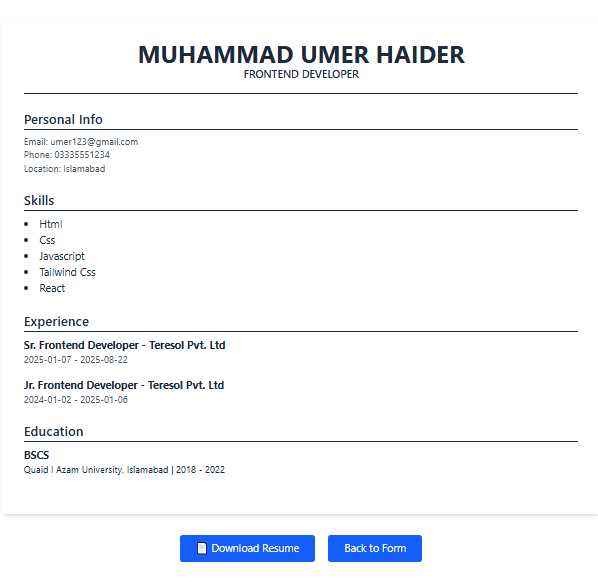 MUHAMMAD UMER HAIDER
FRONTEND DEVELOPER
Personal Info
Email: umer123@gmail.com
Phone: 03335551234
Location: Islamabad
Skills
• Html
• Css
• Javascript
• Tailwind Css
• React
Experience
Sr. Frontend Developer - Teresol Pvt. Ltd
2025-01-07 - 2025-08-22
Jr. Frontend Developer - Teresol Pvt. Ltd
2024-01-02 - 2025-01-06
Education
BSCS
Quaid I Azam University, Islamabad | 2018 - 2022
📄 Download Resume
Back to Form